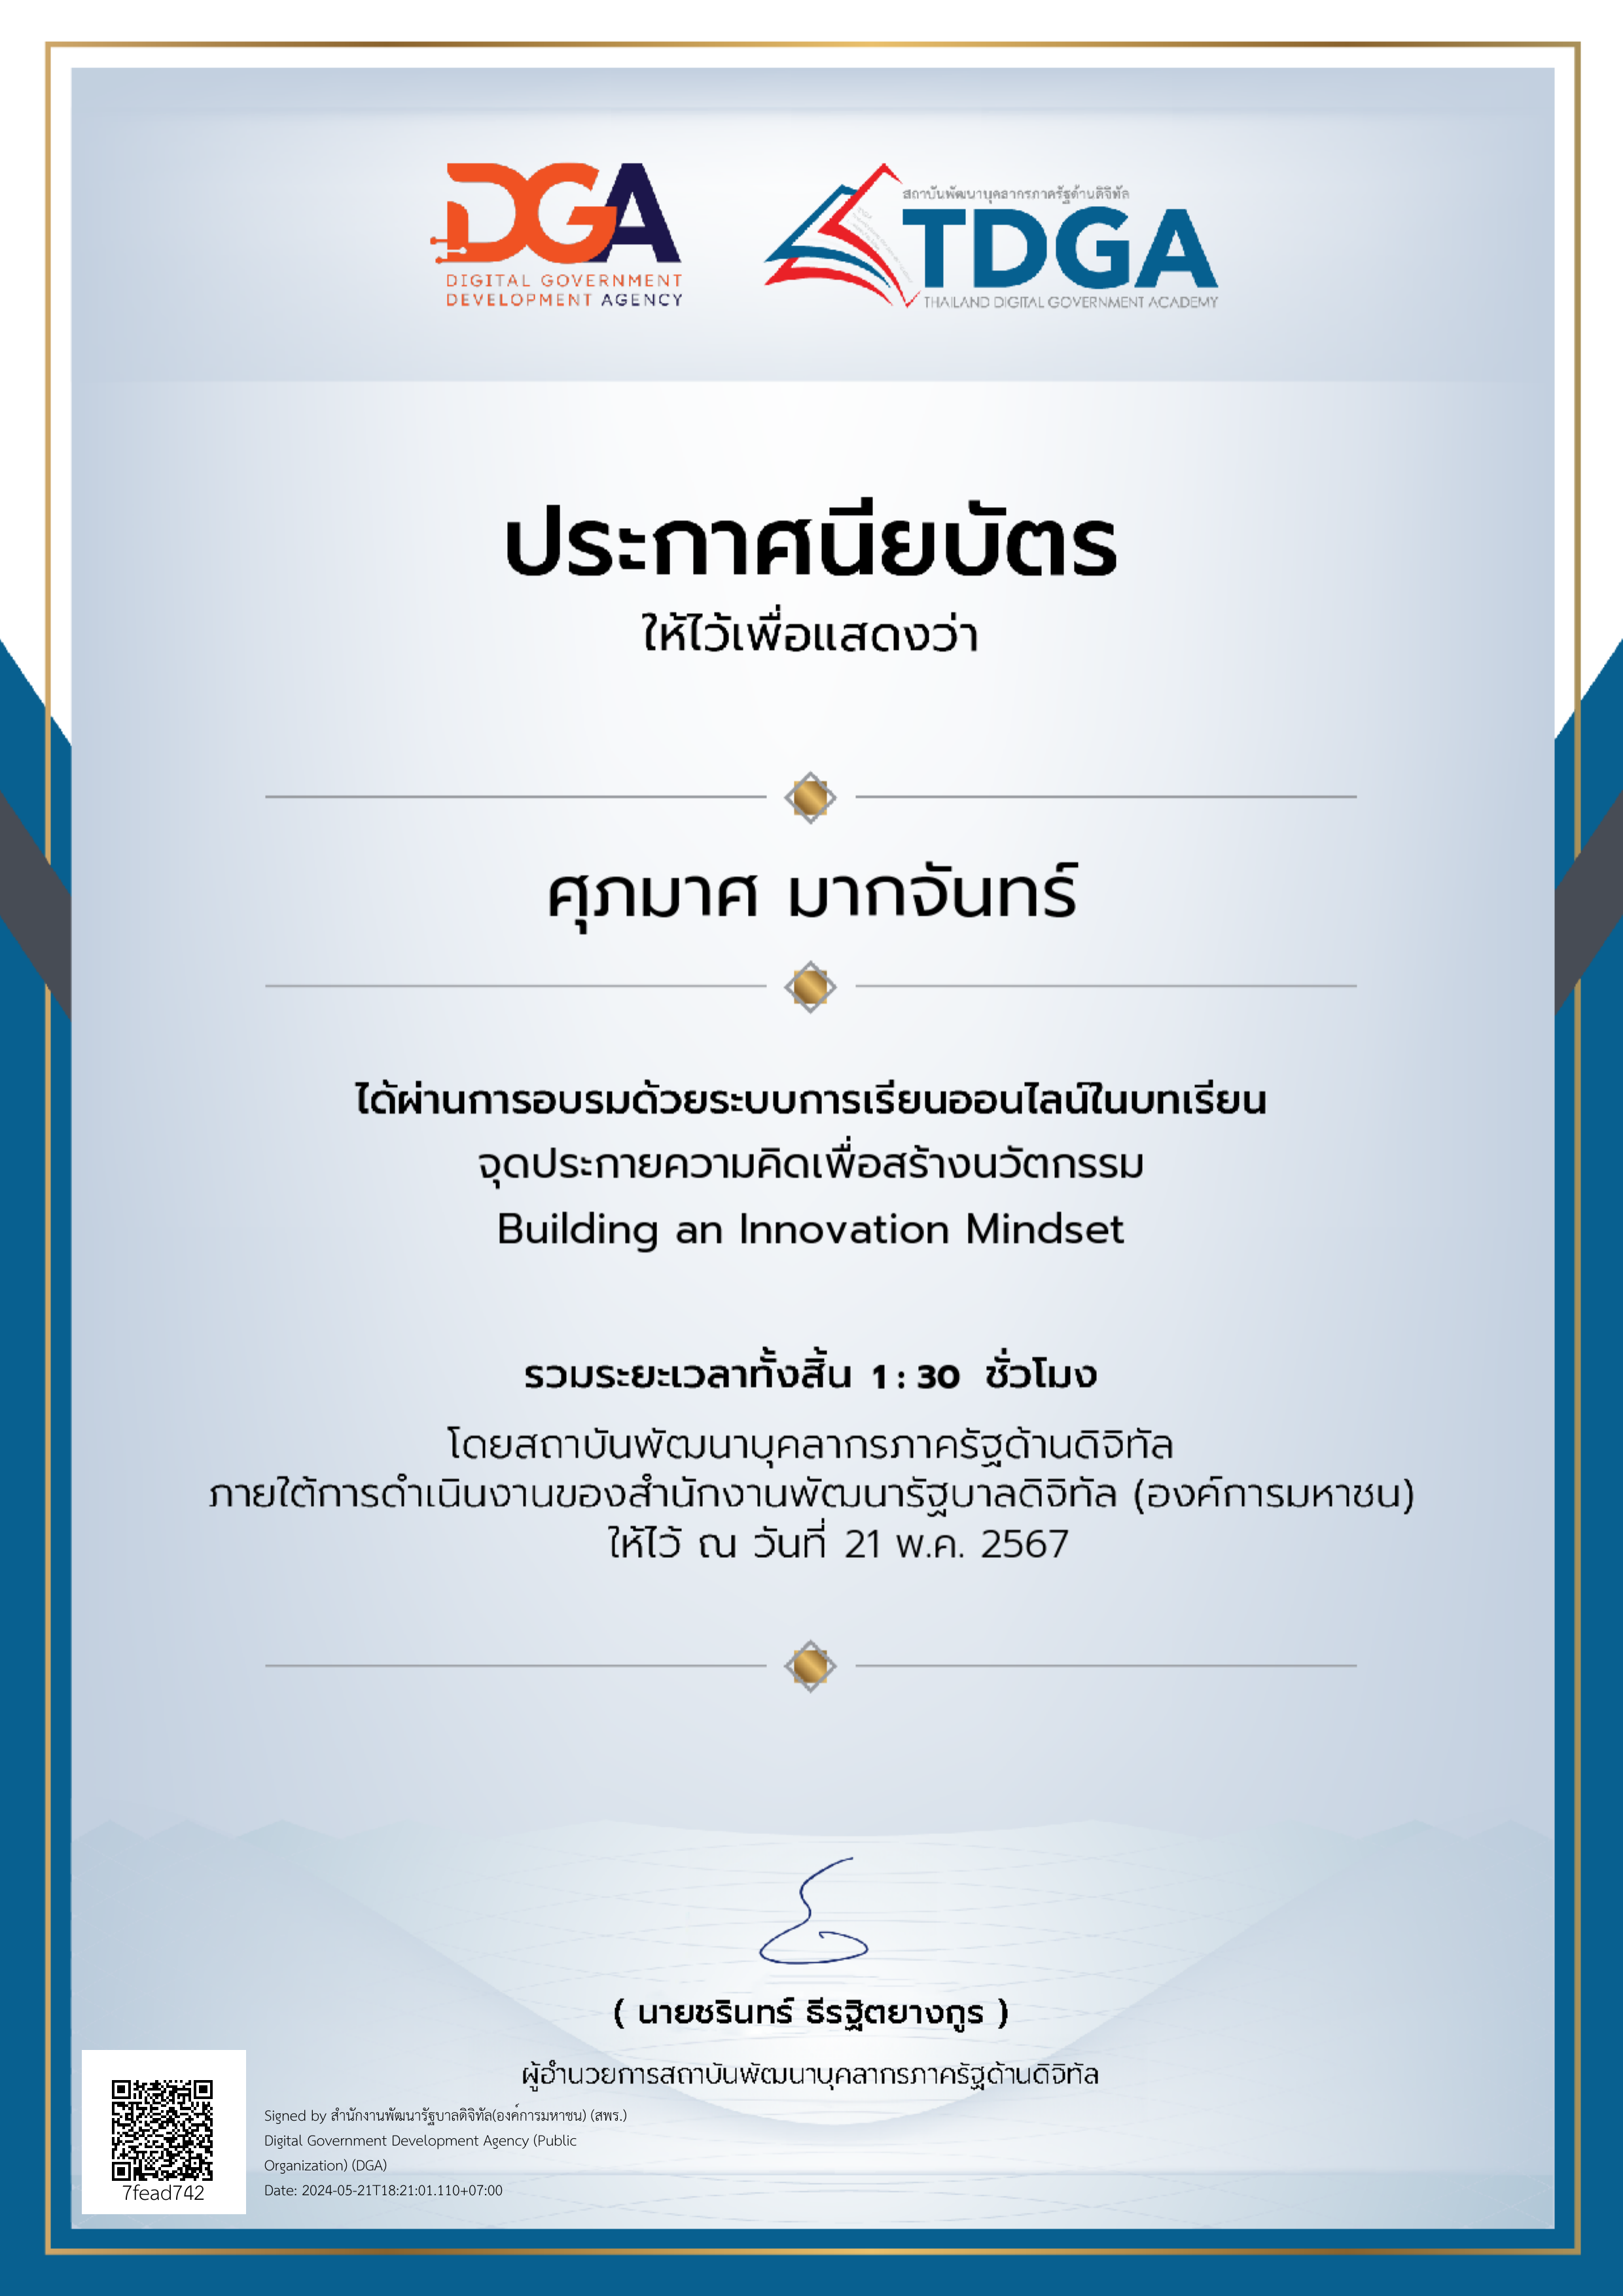 DGA
DIGITAL GOVERNMENT
DEVELOPMENT AGENCY
สถาบันพัฒนาบุคลากรภาครัฐด้านดิจิทัล
TDGA
THAILAND DIGITAL GOVERNMENT ACADEMY
ประกาศนียบัตร
ให้ไว้เพื่อแสดงว่า
ศุภมาศ มากจันทร์
ได้ผ่านการอบรมด้วยระบบการเรียนออนไลน์ในบทเรียน
จุดประกายความคิดเพื่อสร้างนวัตกรรม
Building an Innovation Mindset
รวมระยะเวลาทั้งสิ้น 1 : 30 ชั่วโมง
โดยสถาบันพัฒนาบุคลากรภาครัฐด้านดิจิทัล
ภายใต้การดำเนินงานของสำนักงานพัฒนารัฐบาลดิจิทัล (องค์การมหาชน)
ให้ไว้ ณ วันที่ 21 พ.ค. 2567
( นายชรินทร์ ธีรฐิตยางกูร )
ผู้อำนวยการสถาบันพัฒนาบุคลากรภาครัฐด้านดิจิทัล
Signed by สำนักงานพัฒนารัฐบาลดิจิทัล(องค์การมหาชน) (สพร.)
Digital Government Development Agency (Public
Organization) (DGA)
Date: 2024-05-21T18:21:01.110+07:00
7fead742